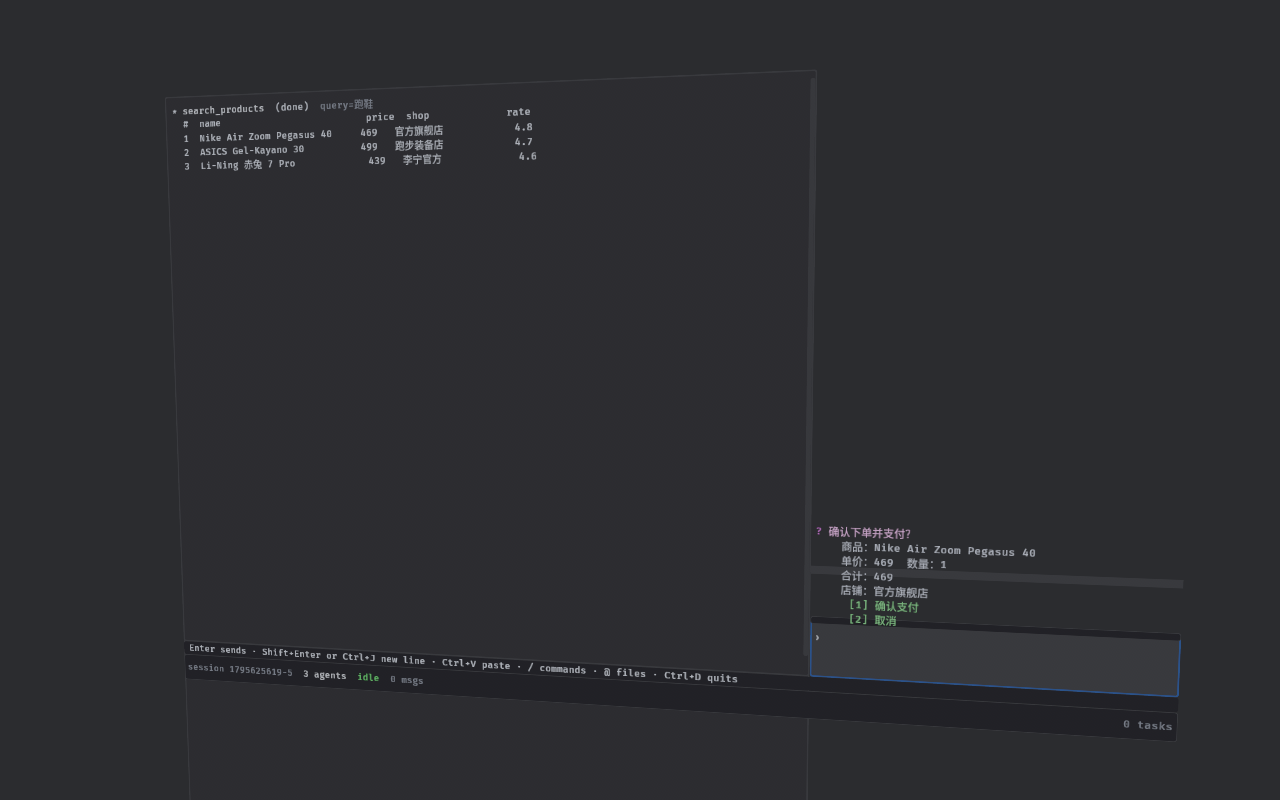 * search_products (done) query=跑鞋
# name price shop rate
1 Nike Air Zoom Pegasus 40 469 官方旗舰店 4.8
2 ASICS Gel-Kayano 30 499 跑步装备店 4.7
3 Li-Ning 赤兔 7 Pro 439 李宁官方 4.6
? 确认下单并支付?
商品: Nike Air Zoom Pegasus 40
单价: 469 数量: 1
合计: 469
店铺: 官方旗舰店
[1] 确认支付
[2] 取消
›
Enter sends · Shift+Enter or Ctrl+J new line · Ctrl+V paste · / commands · @ files · Ctrl+D quits
session 1795625619-5 3 agents idle 0 msgs
0 tasks